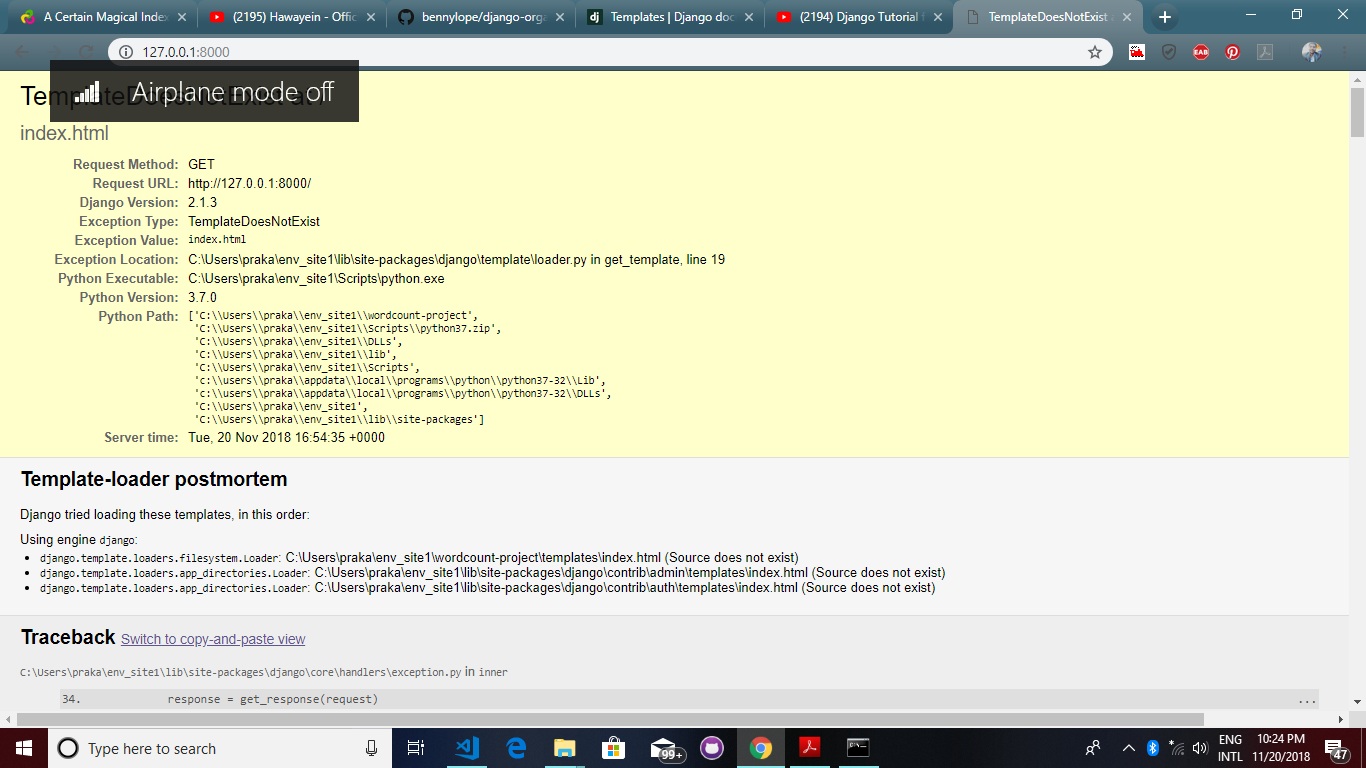 A Certain Magical Index
(2195) Hawayein - Offic
bennylope/django-orga
Templates | Django doc
(2194) Django Tutorial f
TemplateDoesNotExist a
127.0.0.1:8000
Airplane mode off
TemplateDoesNotExist at /
index.html
Request Method: GET
Request URL: http://127.0.0.1:8000/
Django Version: 2.1.3
Exception Type: TemplateDoesNotExist
Exception Value: index.html
Exception Location: C:\Users\praka\env_site1\lib\site-packages\django\template\loader.py in get_template, line 19
Python Executable: C:\Users\praka\env_site1\Scripts\python.exe
Python Version: 3.7.0
Python Path: ['C:\\Users\\praka\\env_site1\\wordcount-project',
'C:\\Users\\praka\\env_site1\\Scripts\\python37.zip',
'C:\\Users\\praka\\env_site1\\DLLs',
'C:\\Users\\praka\\env_site1\\lib',
'C:\\Users\\praka\\env_site1\\Scripts',
'c:\\users\\praka\\appdata\\local\\programs\\python\\python37-32\\Lib',
'c:\\users\\praka\\appdata\\local\\programs\\python\\python37-32\\DLLs',
'C:\\Users\\praka\\env_site1',
'C:\\Users\\praka\\env_site1\\lib\\site-packages']
Server time: Tue, 20 Nov 2018 16:54:35 +0000
Template-loader postmortem
Django tried loading these templates, in this order:
Using engine django:
django.template.loaders.filesystem.Loader: C:\Users\praka\env_site1\wordcount-project\templates\index.html (Source does not exist)
django.template.loaders.app_directories.Loader: C:\Users\praka\env_site1\lib\site-packages\django\contrib\admin\templates\index.html (Source does not exist)
django.template.loaders.app_directories.Loader: C:\Users\praka\env_site1\lib\site-packages\django\contrib\auth\templates\index.html (Source does not exist)
Traceback Switch to copy-and-paste view
C:\Users\praka\env_site1\lib\site-packages\django\core\handlers\exception.py in inner
34. response = get_response(request) ...
Type here to search
99+
ENG
INTL
10:24 PM
11/20/2018
47